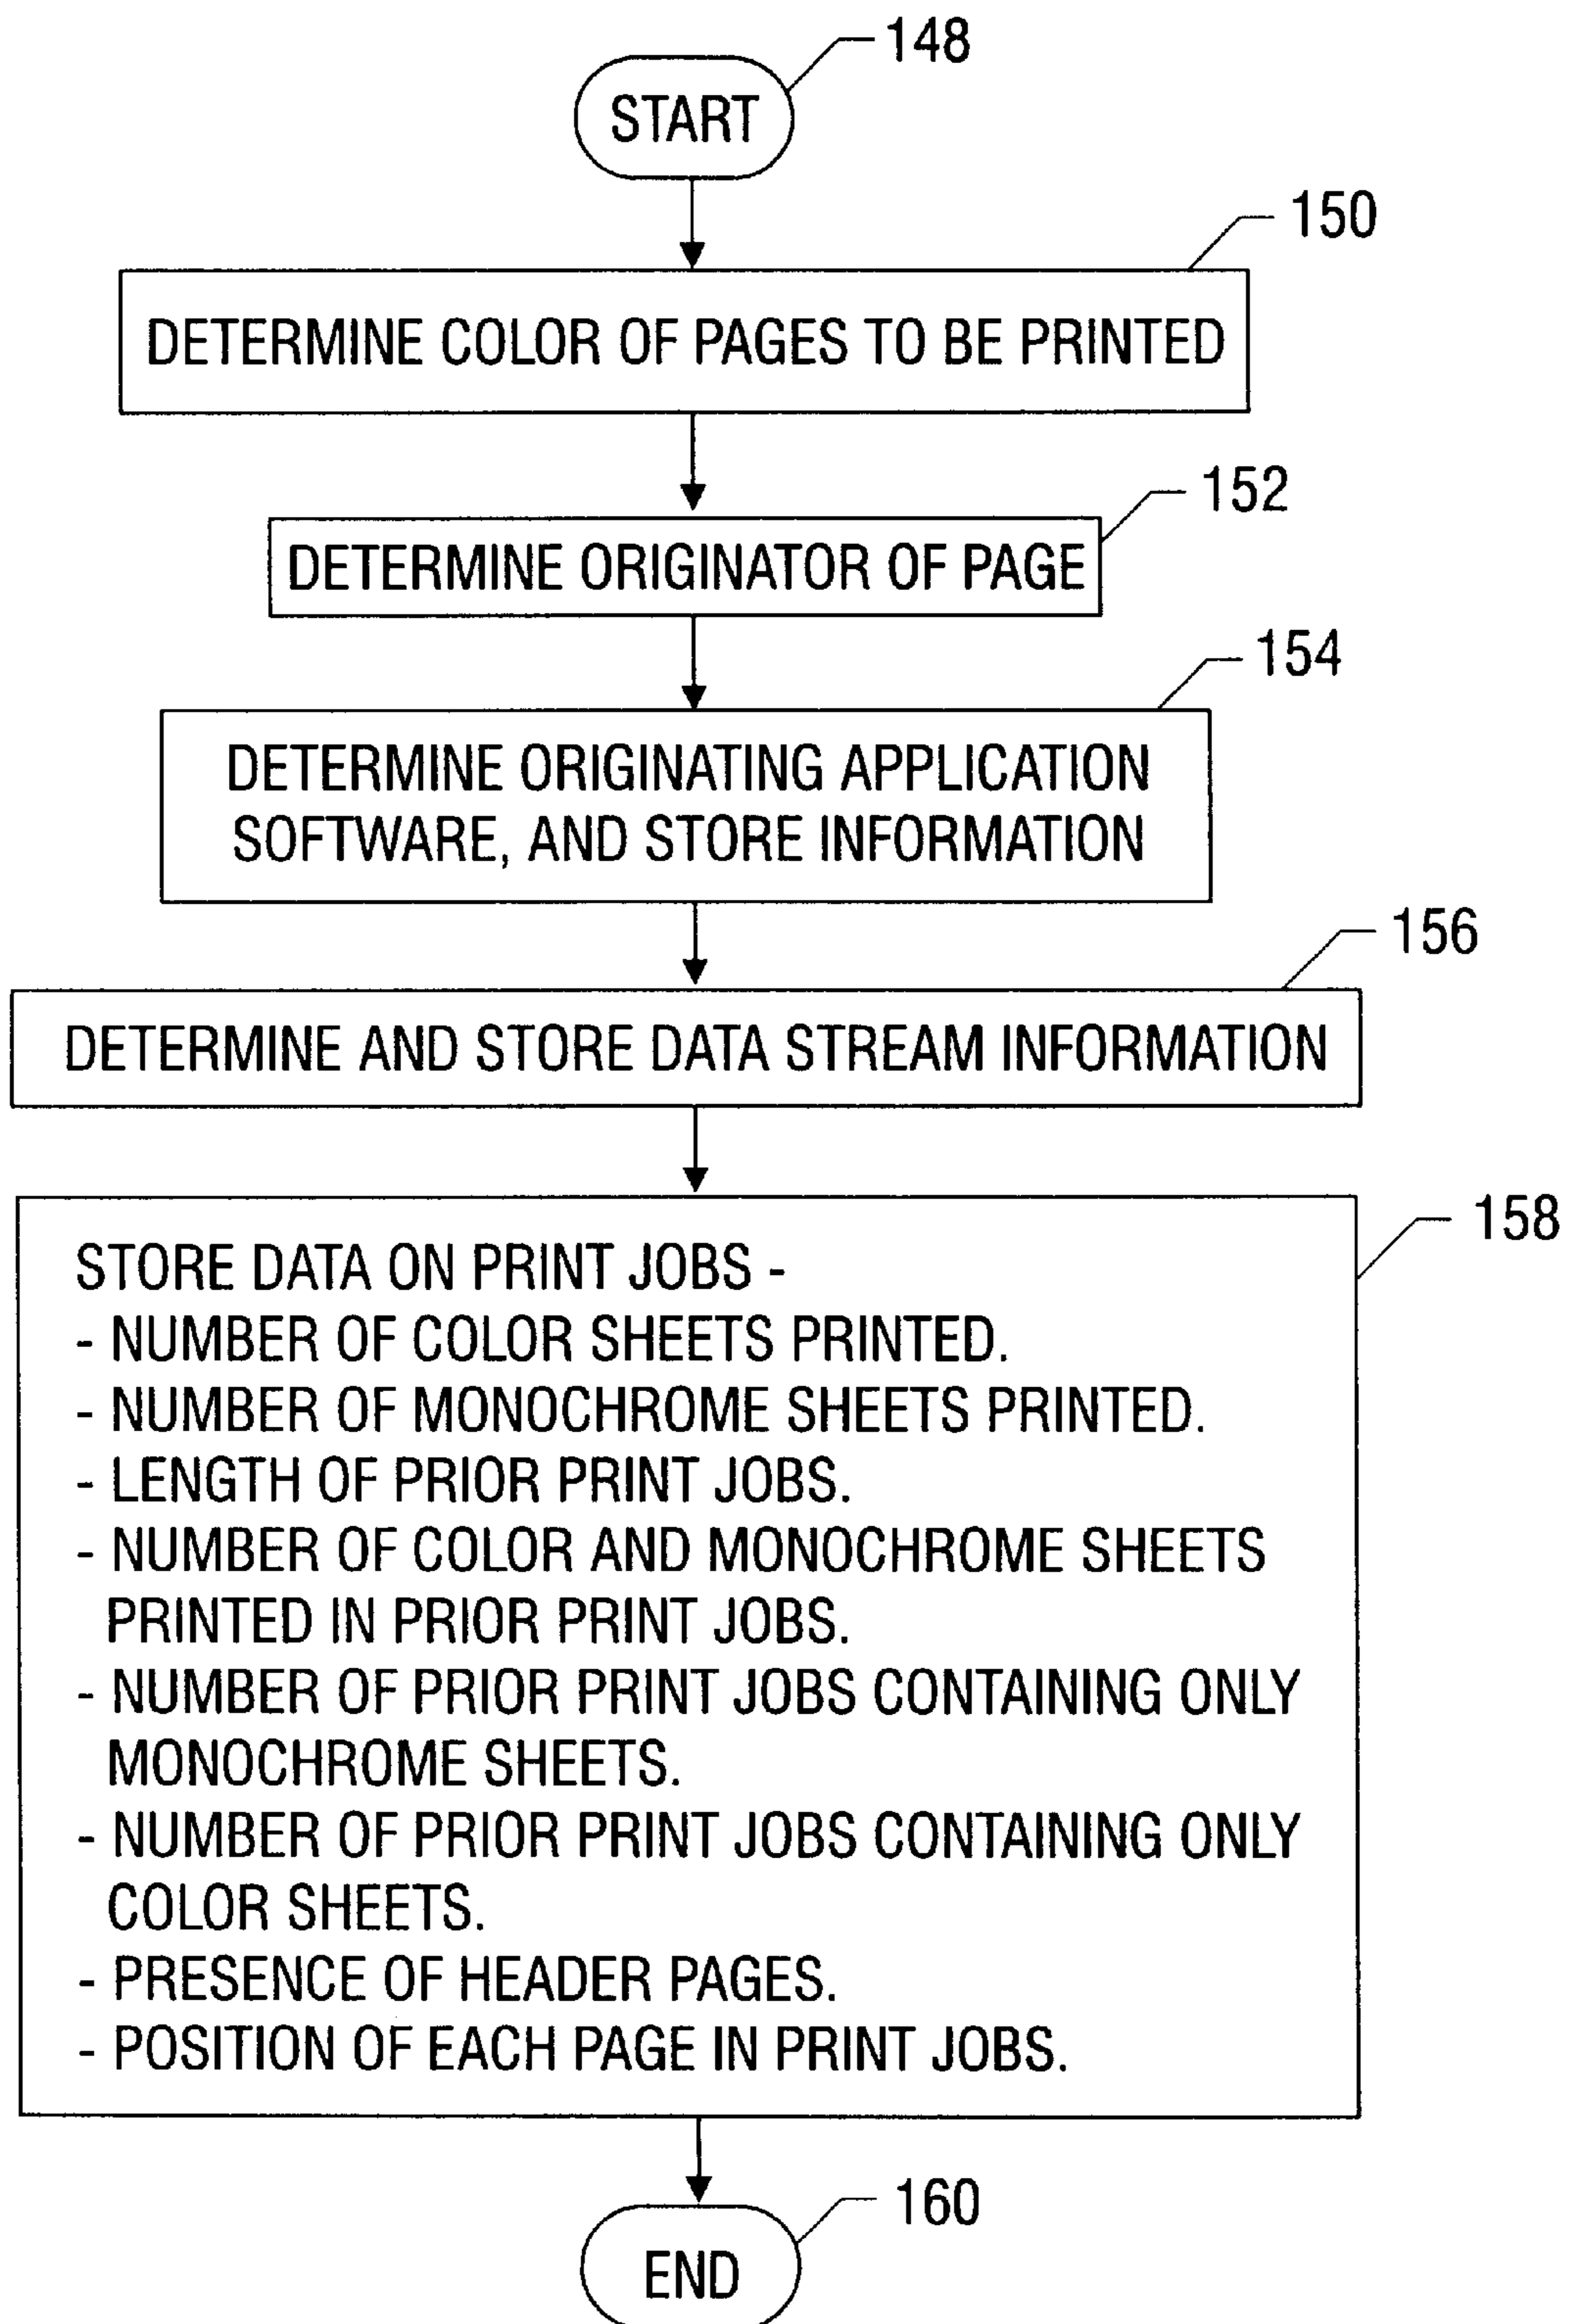 148
START
150
DETERMINE COLOR OF PAGES TO BE PRINTED
152
DETERMINE ORIGINATOR OF PAGE
154
DETERMINE ORIGINATING APPLICATION
SOFTWARE, AND STORE INFORMATION
156
DETERMINE AND STORE DATA STREAM INFORMATION
158
STORE DATA ON PRINT JOBS -
- NUMBER OF COLOR SHEETS PRINTED.
- NUMBER OF MONOCHROME SHEETS PRINTED.
- LENGTH OF PRIOR PRINT JOBS.
- NUMBER OF COLOR AND MONOCHROME SHEETS
PRINTED IN PRIOR PRINT JOBS.
- NUMBER OF PRIOR PRINT JOBS CONTAINING ONLY
MONOCHROME SHEETS.
- NUMBER OF PRIOR PRINT JOBS CONTAINING ONLY
COLOR SHEETS.
- PRESENCE OF HEADER PAGES.
- POSITION OF EACH PAGE IN PRINT JOBS.
160
END